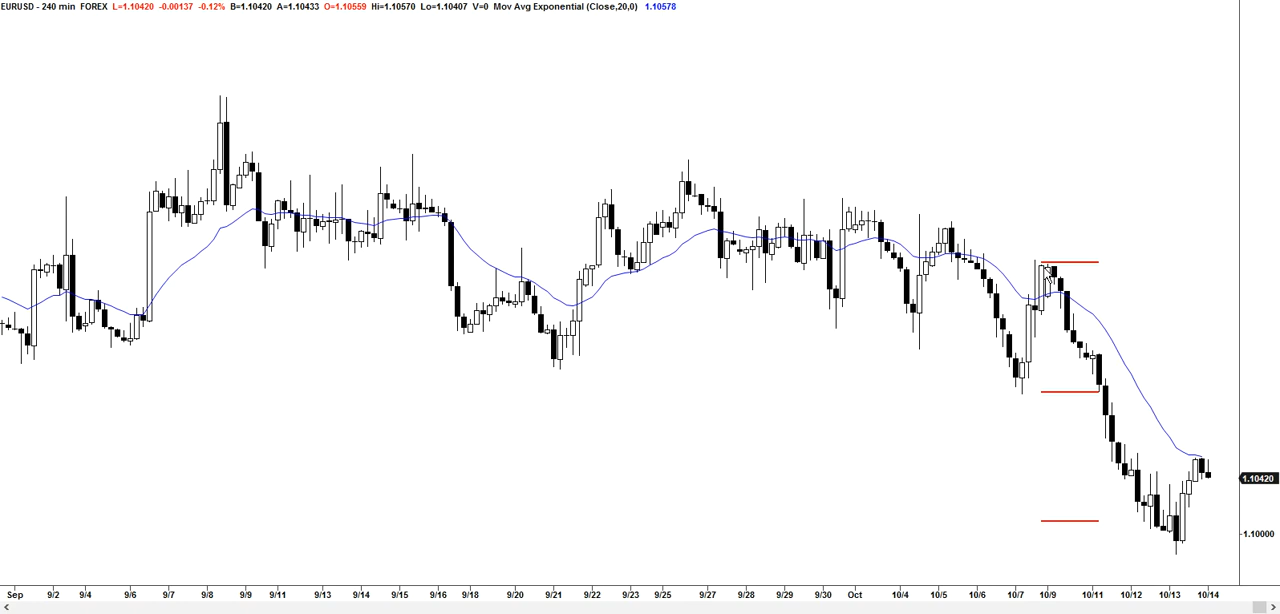 EURUSD - 240 min FOREX L=1.10420 -0.00137 -0.12% B=1.10420 A=1.10433 O=1.10559 Hi=1.10570 Lo=1.10407 V=0 Mov Avg Exponential (Close,20,0) 1.10578
1.10420
1.10000
Sep 9/2 9/4 9/6 9/7 9/8 9/11 9/13 9/14 9/15 9/16 9/18 9/20 9/21 9/22 9/23 9/25 9/27 9/28 9/29 9/30 Oct 10/4 10/5 10/6 10/7 10/9 10/11 10/12 10/13 10/14